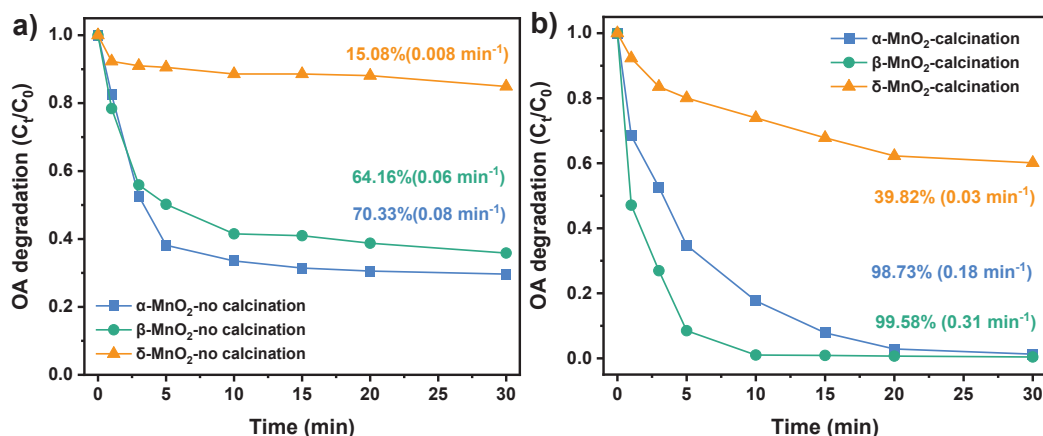 a)
OA degradation (Cₜ/C₀)
1.0
0.8
0.6
0.4
0.2
0.0
15.08%(0.008 min⁻¹)
64.16%(0.06 min⁻¹)
70.33%(0.08 min⁻¹)
α-MnO₂-no calcination
β-MnO₂-no calcination
δ-MnO₂-no calcination
0 5 10 15 20 25 30
Time (min)
b)
OA degradation (Cₜ/C₀)
1.0
0.8
0.6
0.4
0.2
0.0
α-MnO₂-calcination
β-MnO₂-calcination
δ-MnO₂-calcination
39.82% (0.03 min⁻¹)
98.73% (0.18 min⁻¹)
99.58% (0.31 min⁻¹)
0 5 10 15 20 25 30
Time (min)